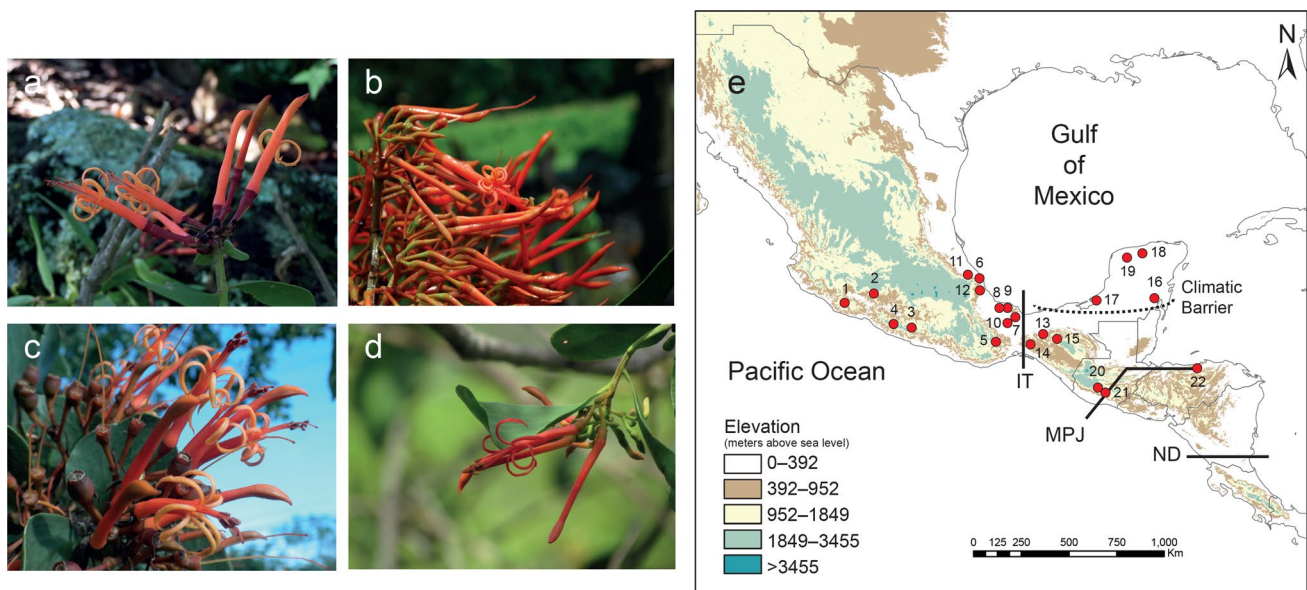 a
b
c
d
e
N
Gulf
of
Mexico
11 6
12
8 9
10
7
1
2
4
3
5
13
14
15
19
18
17
16
Climatic
Barrier
20
21
22
IT
MPJ
ND
Pacific Ocean
Elevation
(meters above sea level)
0–392
392–952
952–1849
1849–3455
>3455
0 125 250 500 750 1,000
Km